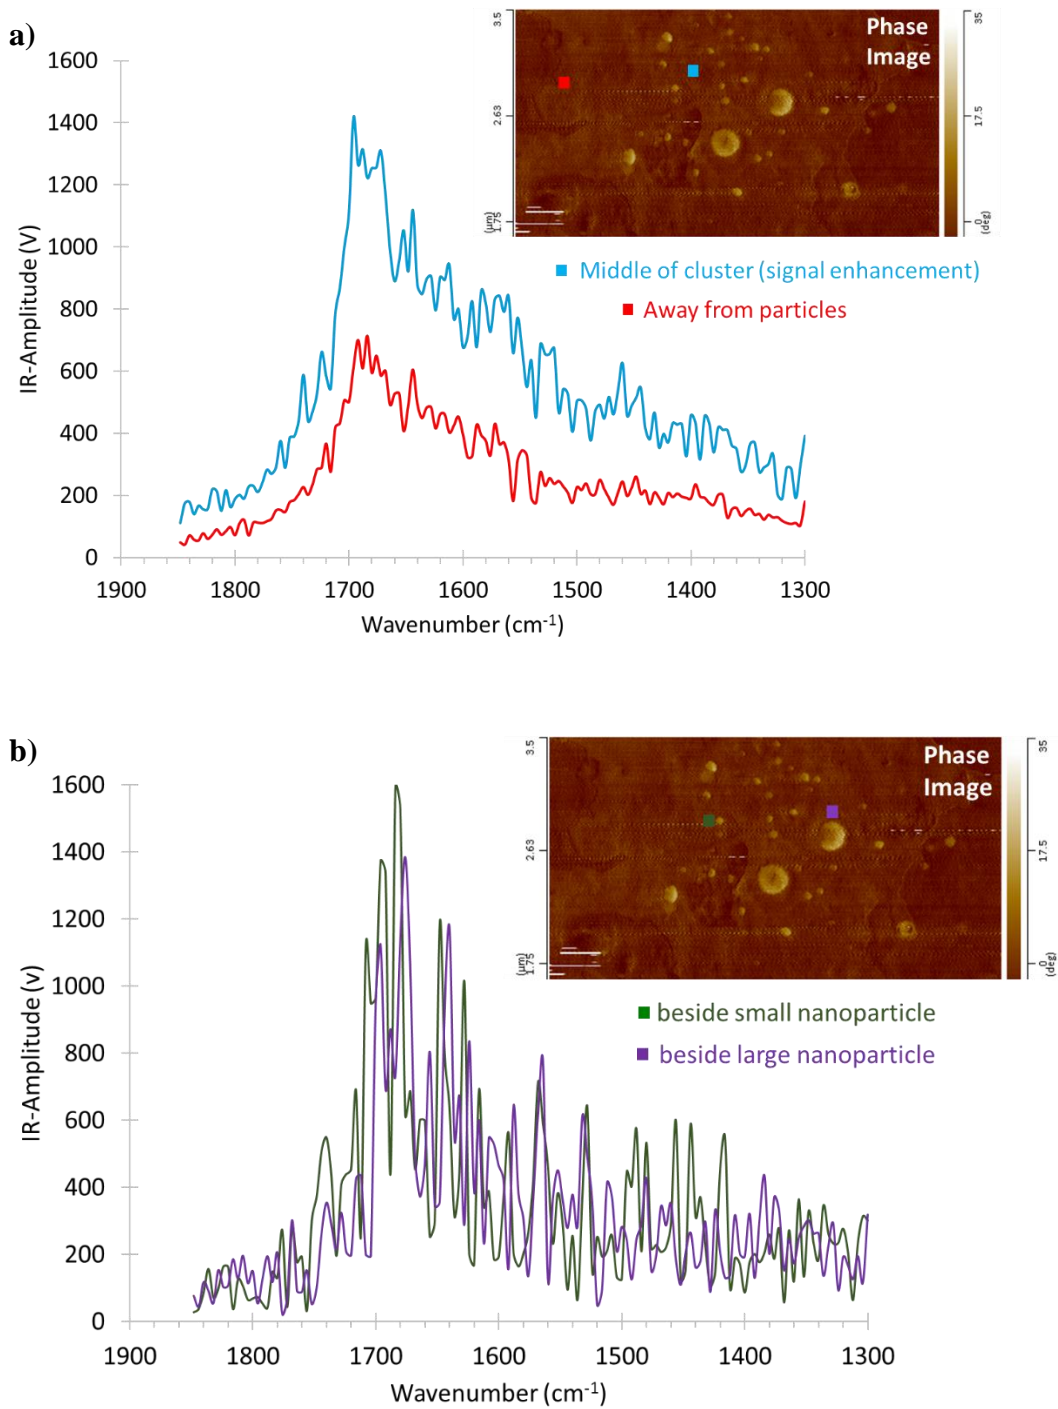 a)
Phase
Image
3.5
2.63
1.75
(µm)
35
17.5
0
(deg)
1600
1400
1200
1000
800
600
400
200
0
IR-Amplitude (V)
Middle of cluster (signal enhancement)
Away from particles
1900 1800 1700 1600 1500 1400 1300
Wavenumber (cm-1)
b)
Phase
Image
3.5
2.63
1.75
(µm)
35
17.5
0
(deg)
1600
1400
1200
1000
800
600
400
200
0
IR-Amplitude (v)
beside small nanoparticle
beside large nanoparticle
1900 1800 1700 1600 1500 1400 1300
Wavenumber (cm-1)